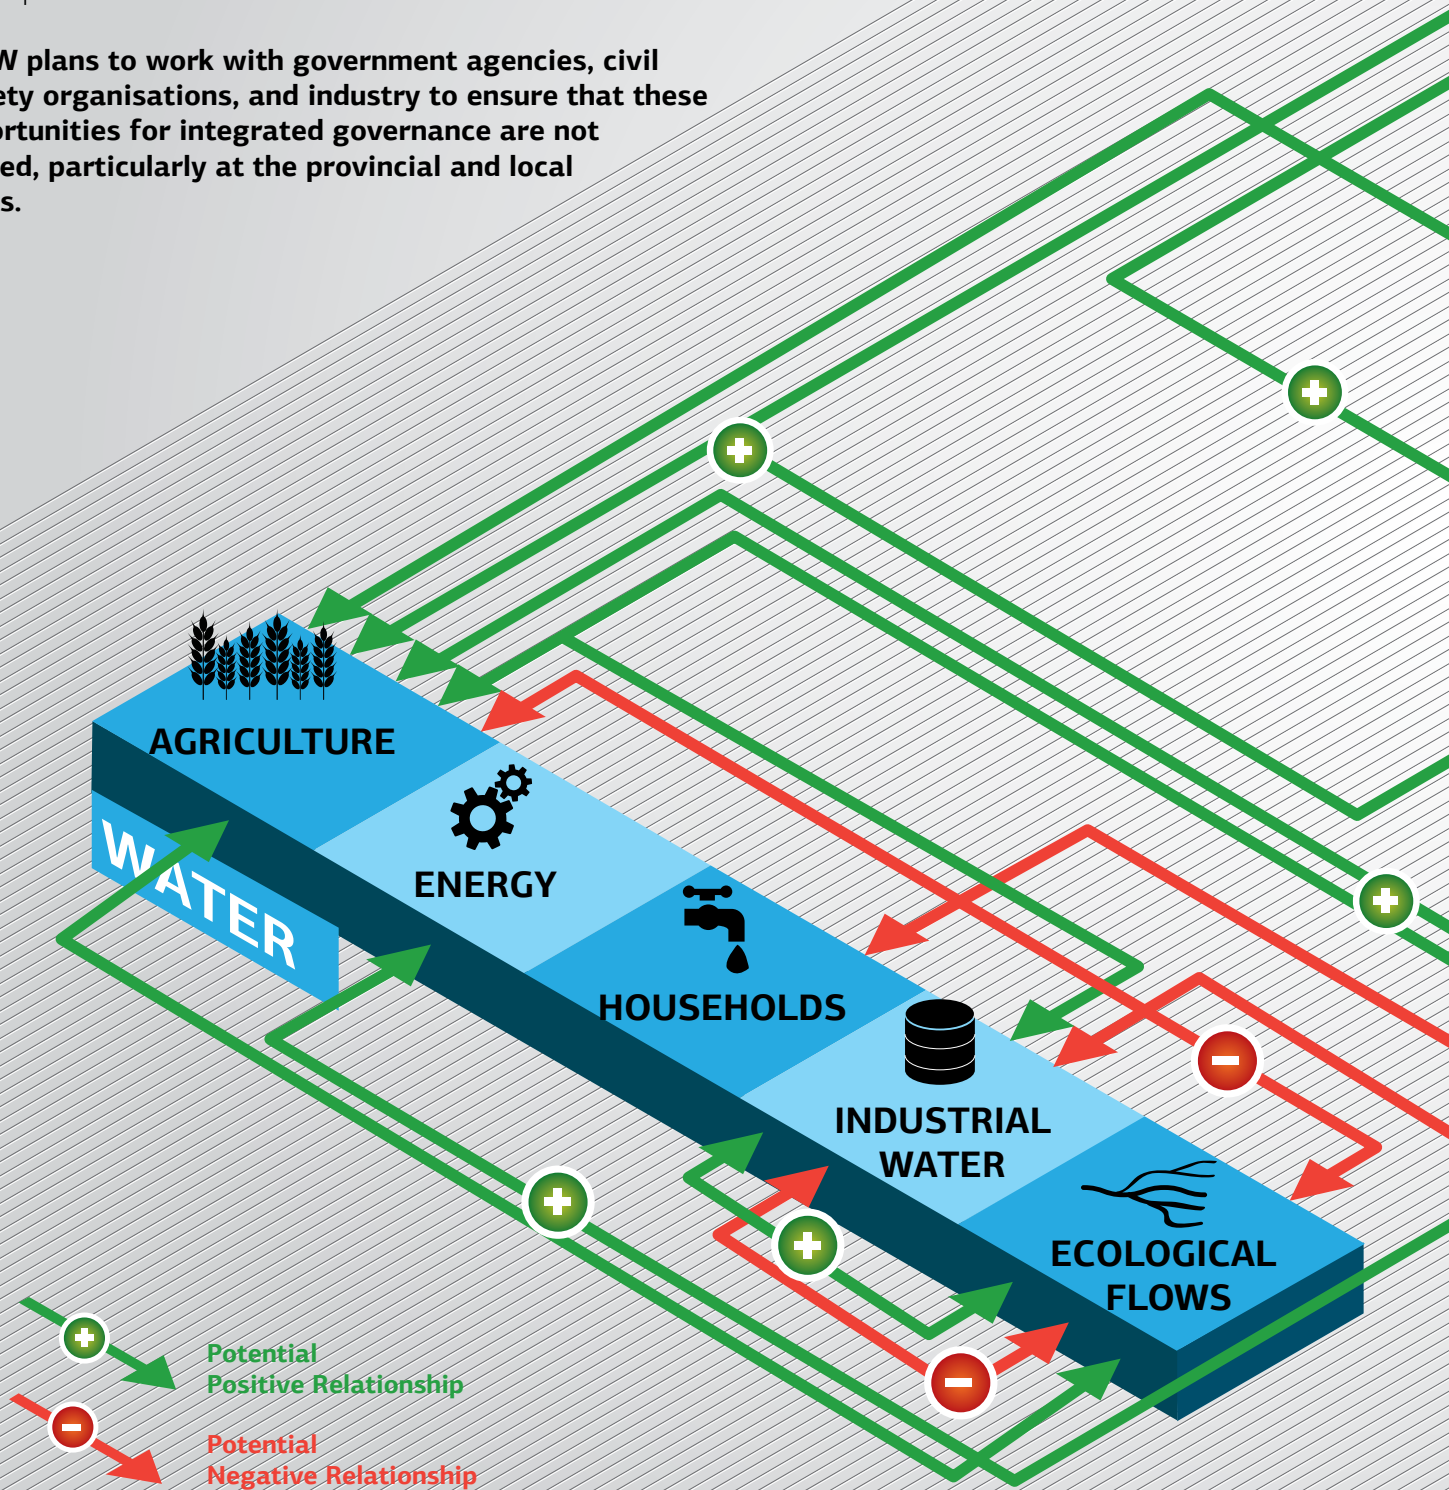 W plans to work with government agencies, civil
ety organisations, and industry to ensure that these
ortunities for integrated governance are not
ed, particularly at the provincial and local
s.
AGRICULTURE
ENERGY
WATER
HOUSEHOLDS
INDUSTRIAL
WATER
ECOLOGICAL
FLOWS
Potential
Positive Relationship
Potential
Negative Relationship